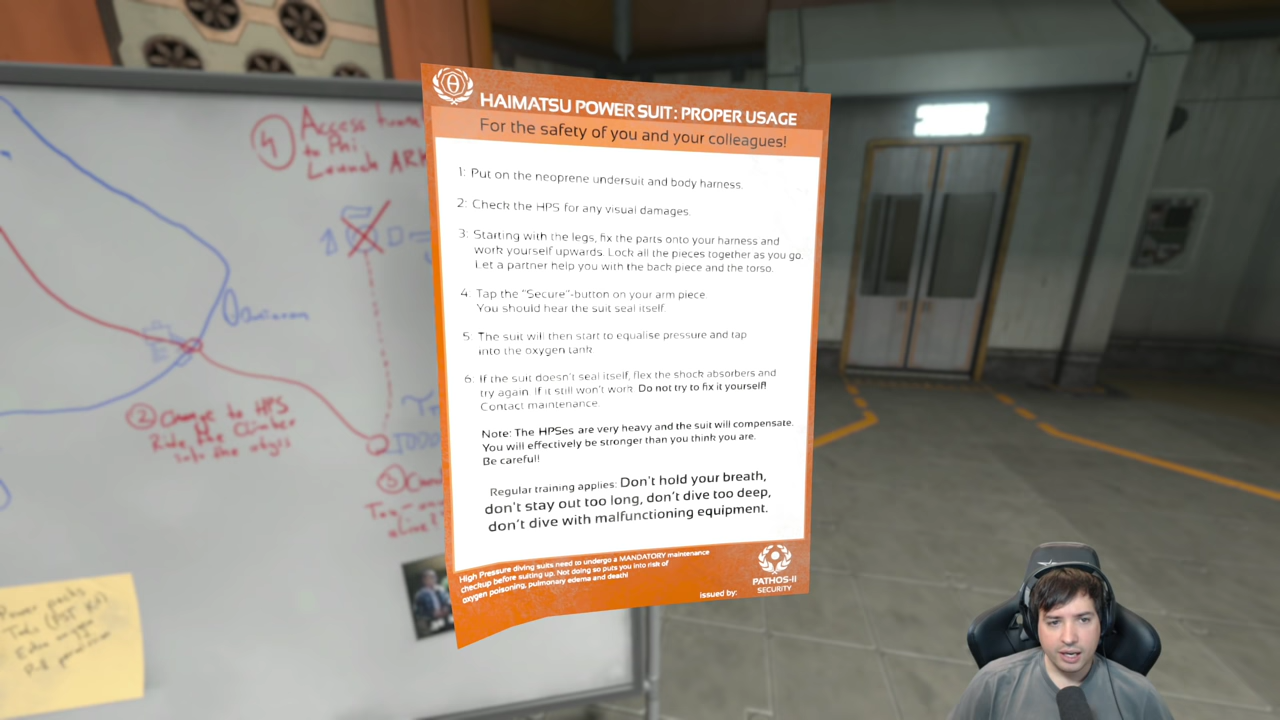 HAIMATSU POWER SUIT: PROPER USAGE
For the safety of you and your colleagues!
1: Put on the neoprene undersuit and body harness.
2: Check the HPS for any visual damages.
3: Starting with the legs, fix the parts onto your harness and
work yourself upwards. Lock all the pieces together as you go.
Let a partner help you with the back piece and the torso.
4: Tap the "Secure"-button on your arm piece.
You should hear the suit seal itself.
5: The suit will then start to equalise pressure and tap
into the oxygen tank
6: If the suit doesn't seal itself, flex the shock absorbers and
try again. If it still won't work. Do not try to fix it yourself!
Contact maintenance.
Note: The HPSes are very heavy and the suit will compensate.
You will effectively be stronger than you think you are.
Be careful!
Regular training applies: Don't hold your breath,
don't stay out too long, don't dive too deep,
don't dive with malfunctioning equipment.
High Pressure diving suits need to undergo a MANDATORY maintenance
checkup before suiting up. Not doing so puts you into risk of
oxygen poisoning, pulmonary edema and death!
issued by:
PATHOS-II
SECURITY
4 Access
to Phi
Launch ARK
2 Change to HPS
Ride the Climber
into the abyss
3
Power packs